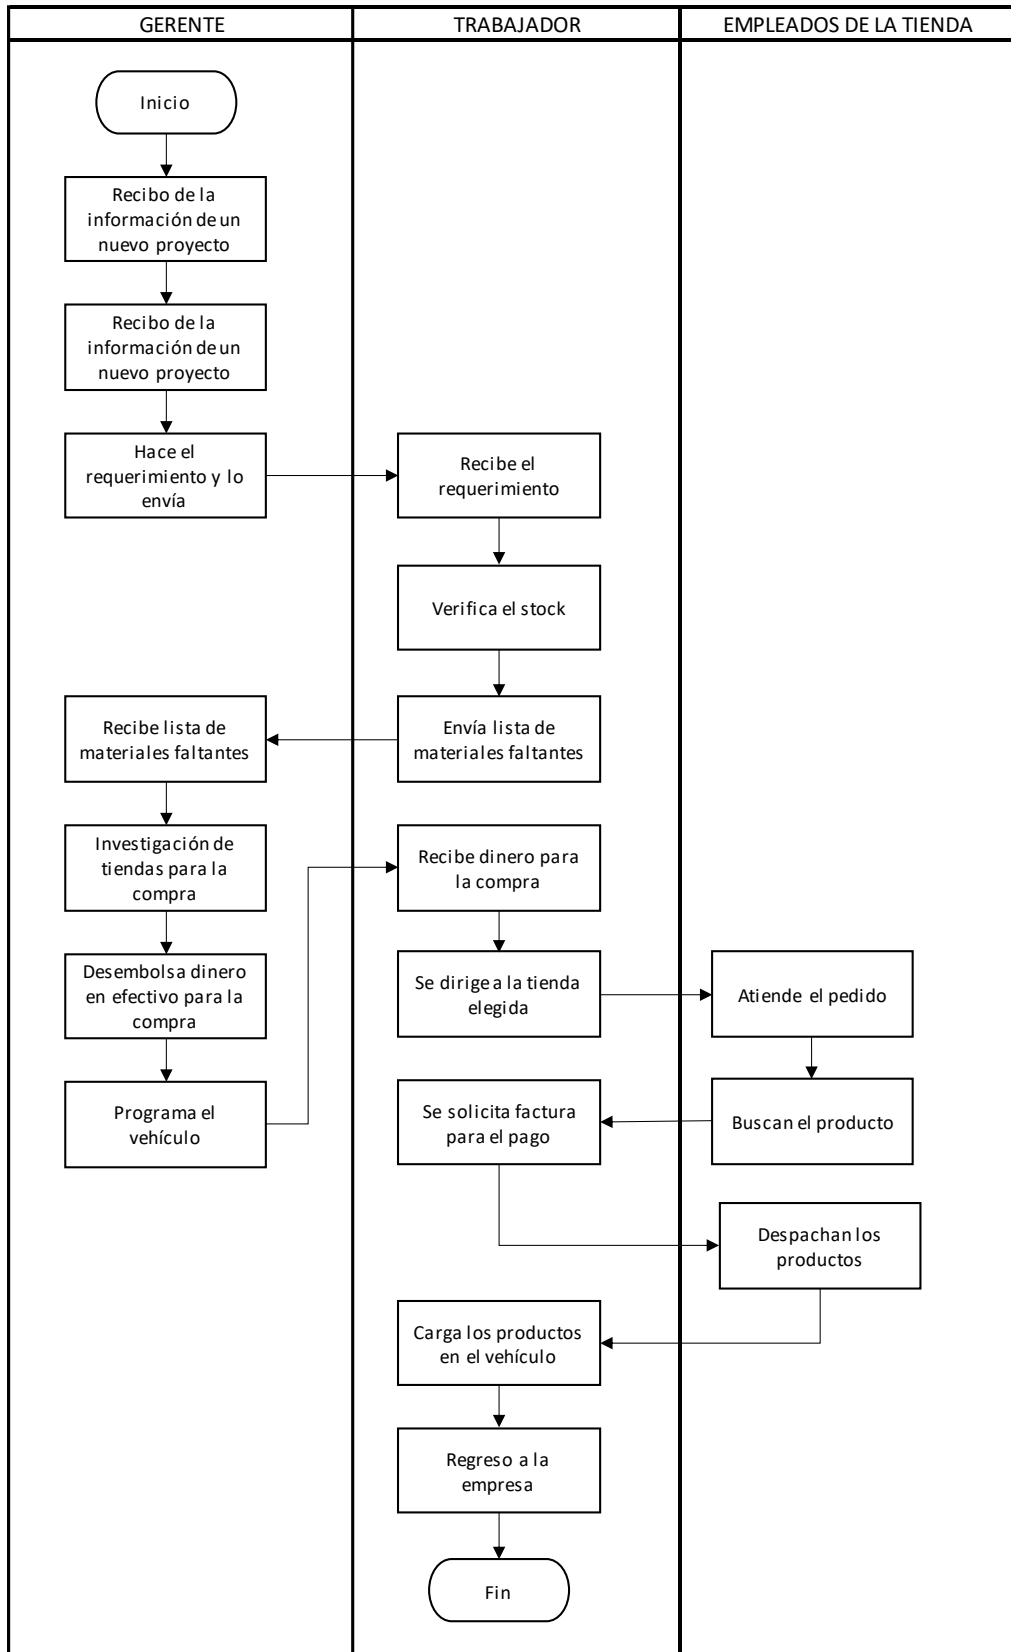 GERENTE
TRABAJADOR
EMPLEADOS DE LA TIENDA
Inicio
Recibo de la
información de un
nuevo proyecto
Recibo de la
información de un
nuevo proyecto
Hace el
requerimiento y lo
envía
Recibe el
requerimiento
Verifica el stock
Envía lista de
materiales faltantes
Recibe lista de
materiales faltantes
Investigación de
tiendas para la
compra
Desembolsa dinero
en efectivo para la
compra
Programa el
vehículo
Recibe dinero para
la compra
Se dirige a la tienda
elegida
Atiende el pedido
Buscan el producto
Se solicita factura
para el pago
Despachan los
productos
Carga los productos
en el vehículo
Regreso a la
empresa
Fin